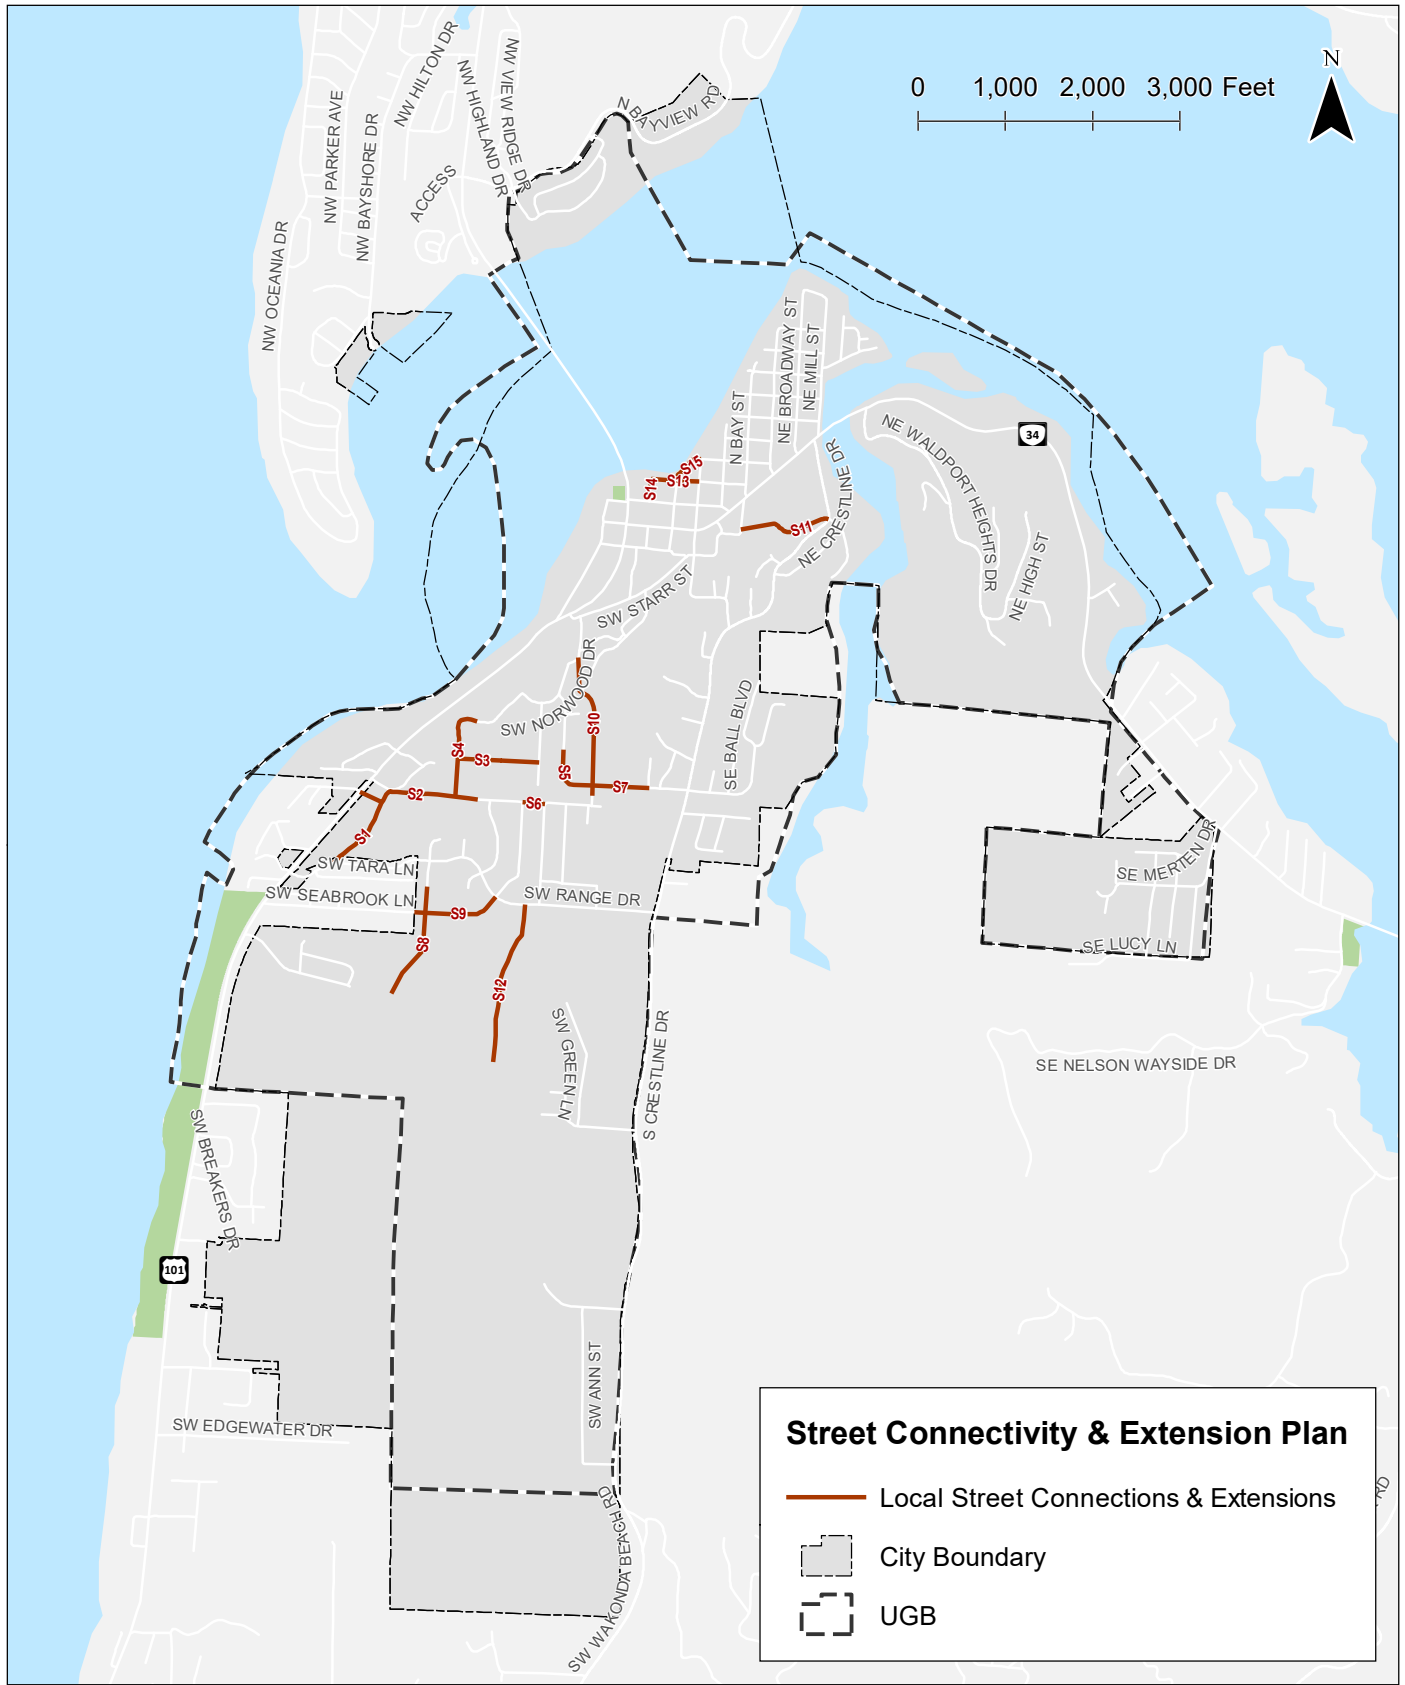 N
0 1,000 2,000 3,000 Feet
NW HILTON DR
NW VIEW RIDGE DR
NW HIGHLAND DR
NW PARKER AVE
NW BAYSHORE DR
ACCESS
NW OCEANIA DR
N BAYVIEW RD
NE BROADWAY ST
NE MILL ST
N BAY ST
34
NE WALDPORT HEIGHTS DR
NE HIGH ST
NE CRESTLINE DR
S15
S13
S14
S11
SW STARR ST
SW NORWOOD DR
S10
S4
S3
S5
S7
S2
S6
S1
SE BALL BLVD
SW TARA LN
SW SEABROOK LN
SW RANGE DR
S9
S8
S12
SE MERTEN DR
SE LUCY LN
SW GREEN LN
S CRESTLINE DR
SE NELSON WAYSIDE DR
SW BREAKERS DR
101
SW ANN ST
SW EDGEWATER DR
SW WAKONDA BEACH RD
RD
Street Connectivity & Extension Plan
Local Street Connections & Extensions
City Boundary
UGB